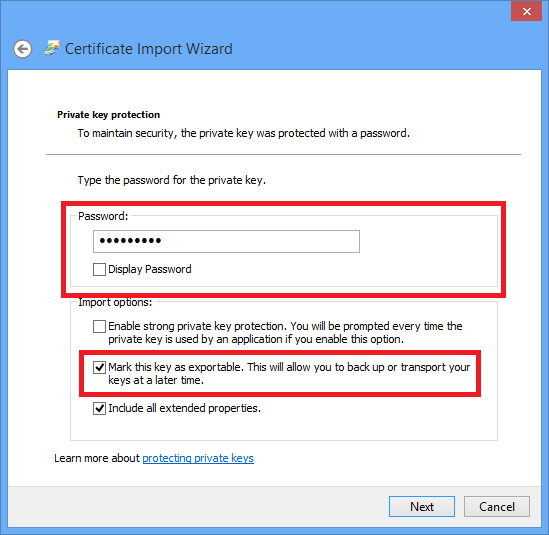 Certificate Import Wizard
Private key protection
To maintain security, the private key was protected with a password.
Type the password for the private key.
Password:
•••••••••
Display Password
Import options:
Enable strong private key protection. You will be prompted every time the
private key is used by an application if you enable this option.
Mark this key as exportable. This will allow you to back up or transport your
keys at a later time.
Include all extended properties.
Learn more about protecting private keys
Next Cancel